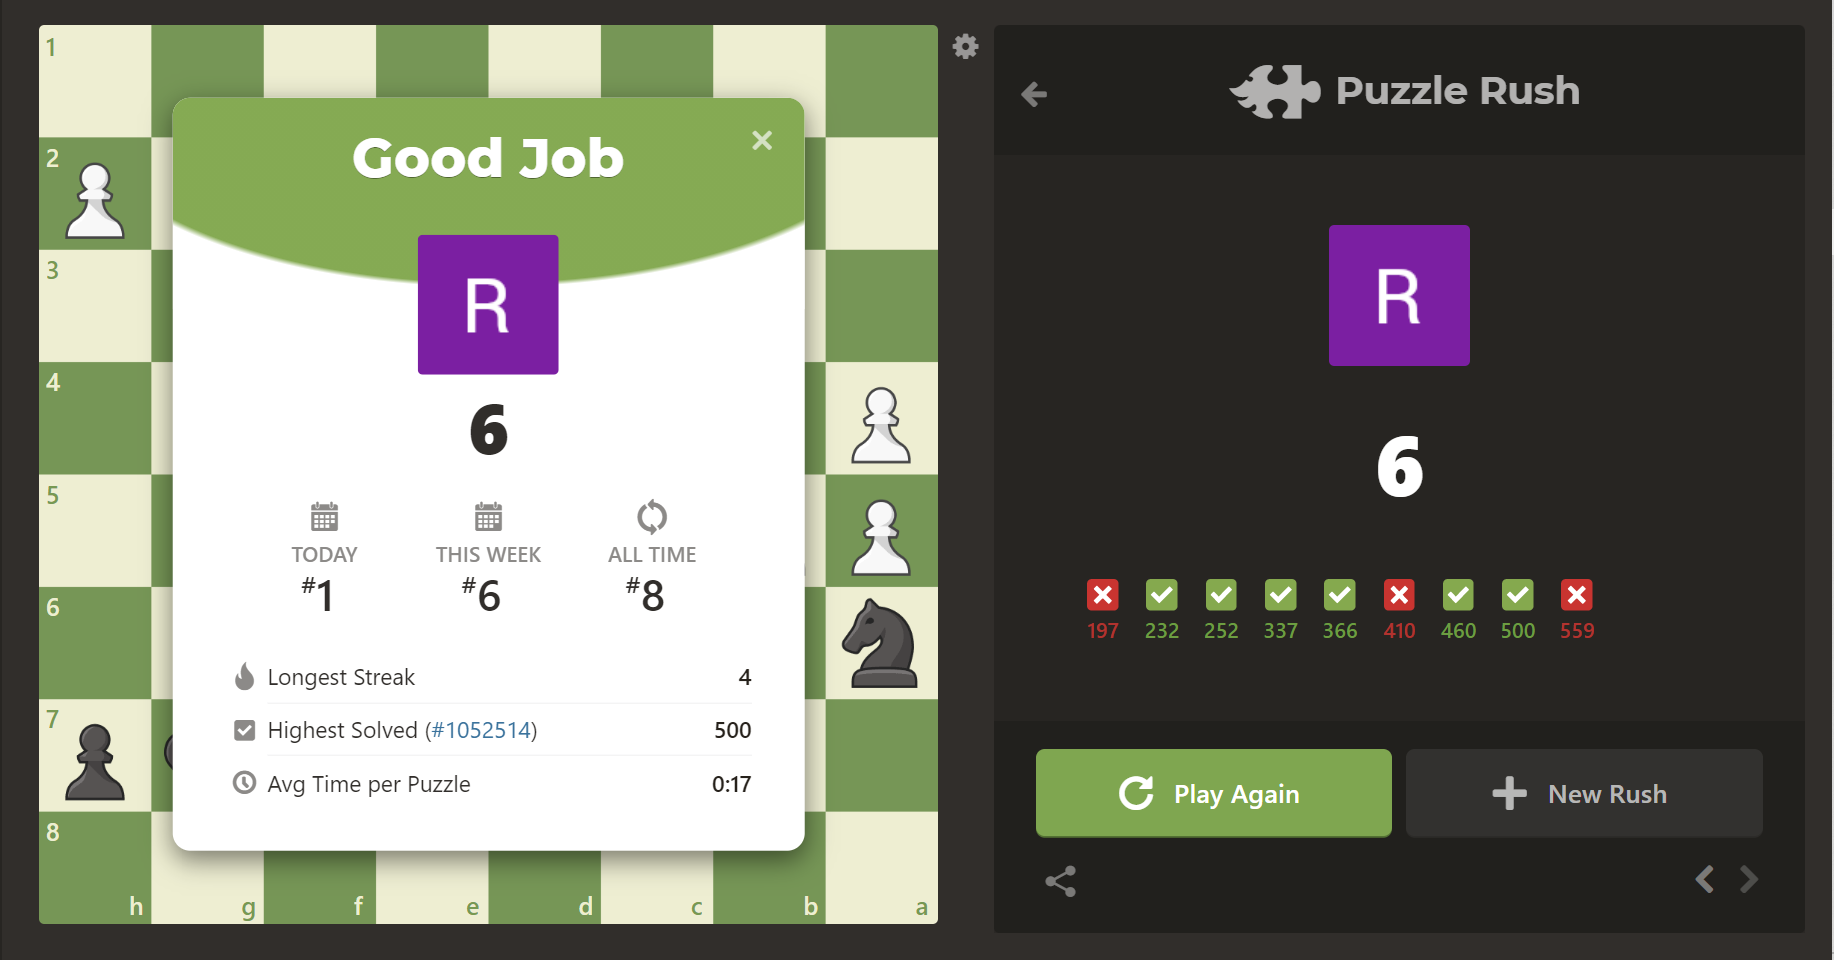 1
2
3
4
5
6
7
8
h g f e d c b a
Good Job
R
6
TODAY
#1
THIS WEEK
#6
ALL TIME
#8
Longest Streak 4
Highest Solved (#1052514) 500
Avg Time per Puzzle 0:17
Puzzle Rush
R
6
197 232 252 337 366 410 460 500 559
Play Again
New Rush